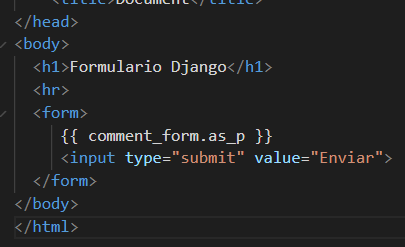 <title>Document</title>
</head>
<body>
<h1>Formulario Django</h1>
<hr>
<form>
{{ comment_form.as_p }}
<input type="submit" value="Enviar">
</form>
</body>
</html>